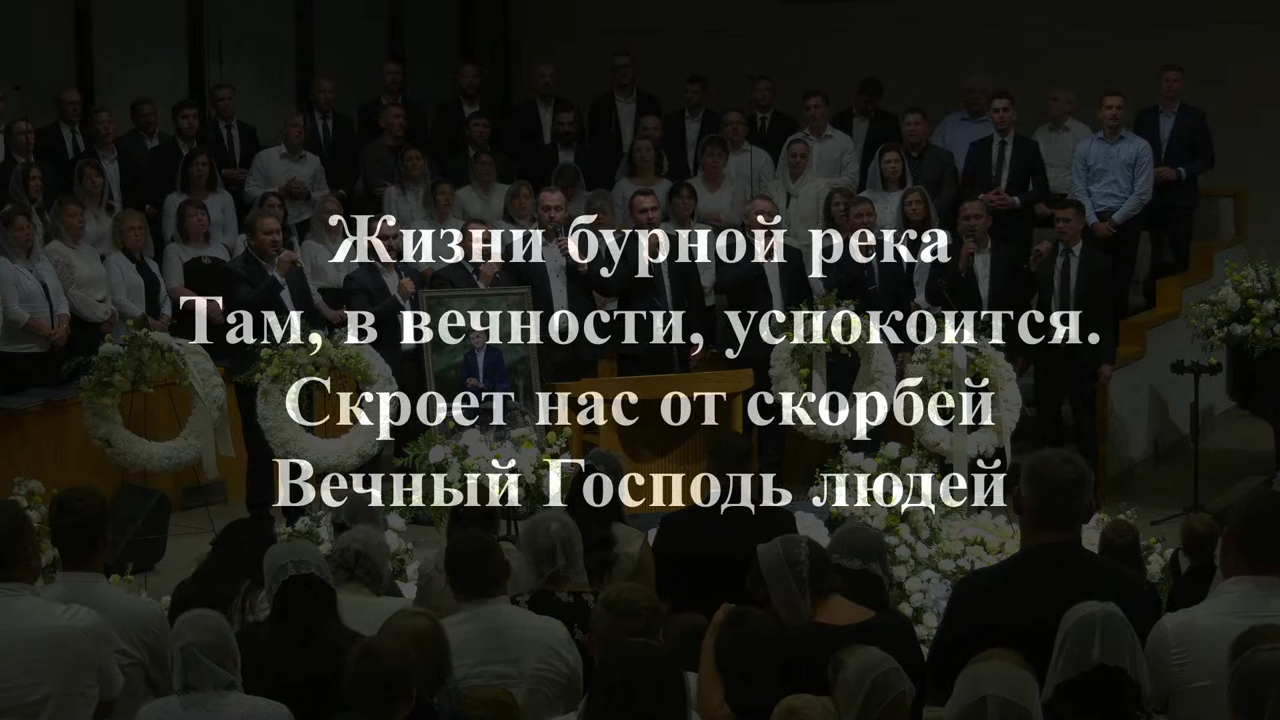 Жизни бурной река
Там, в вечности, успокоится.
Скроет нас от скорбей
Вечный Господь людей